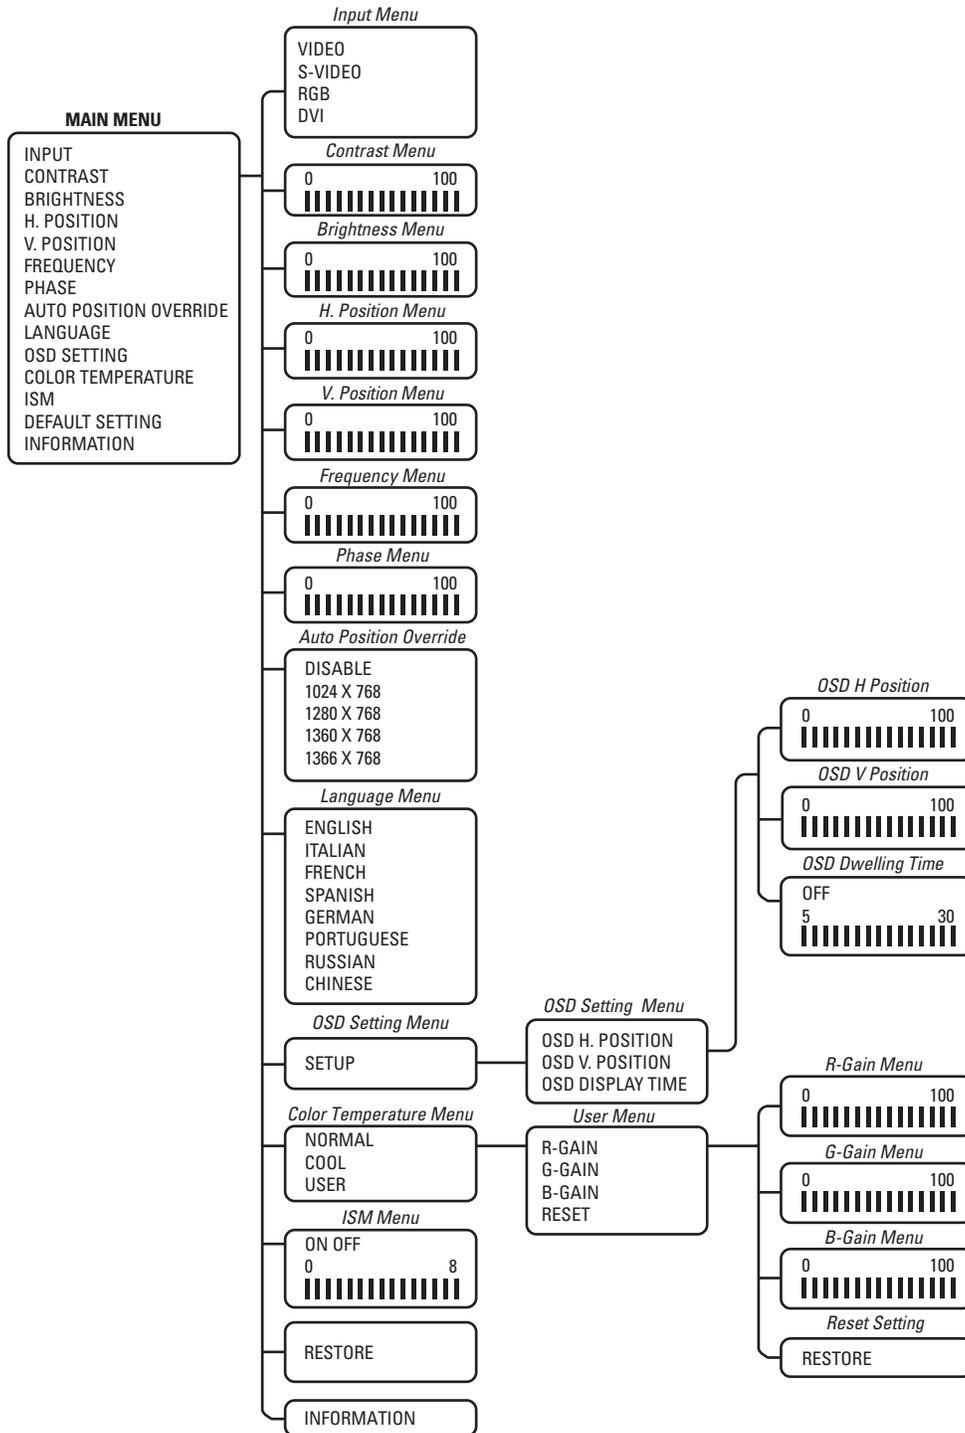 MAIN MENU
INPUT
CONTRAST
BRIGHTNESS
H. POSITION
V. POSITION
FREQUENCY
PHASE
AUTO POSITION OVERRIDE
LANGUAGE
OSD SETTING
COLOR TEMPERATURE
ISM
DEFAULT SETTING
INFORMATION
Input Menu
VIDEO
S-VIDEO
RGB
DVI
Contrast Menu
0 100
Brightness Menu
0 100
H. Position Menu
0 100
V. Position Menu
0 100
Frequency Menu
0 100
Phase Menu
0 100
Auto Position Override
DISABLE
1024 X 768
1280 X 768
1360 X 768
1366 X 768
Language Menu
ENGLISH
ITALIAN
FRENCH
SPANISH
GERMAN
PORTUGUESE
RUSSIAN
CHINESE
OSD Setting Menu
SETUP
Color Temperature Menu
NORMAL
COOL
USER
ISM Menu
ON OFF
0 8
RESTORE
INFORMATION
OSD Setting Menu
OSD H. POSITION
OSD V. POSITION
OSD DISPLAY TIME
User Menu
R-GAIN
G-GAIN
B-GAIN
RESET
OSD H Position
0 100
OSD V Position
0 100
OSD Dwelling Time
OFF
5 30
R-Gain Menu
0 100
G-Gain Menu
0 100
B-Gain Menu
0 100
Reset Setting
RESTORE